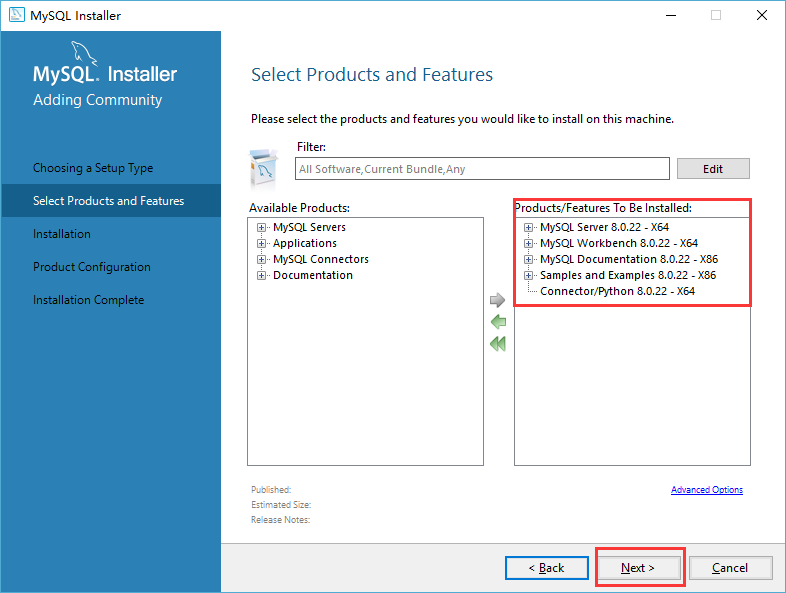 MySQL Installer
MySQL. Installer
Adding Community
Choosing a Setup Type
Select Products and Features
Installation
Product Configuration
Installation Complete
Select Products and Features
Please select the products and features you would like to install on this machine.
Filter:
All Software,Current Bundle,Any
Edit
Available Products:
MySQL Servers
Applications
MySQL Connectors
Documentation
Products/Features To Be Installed:
MySQL Server 8.0.22 - X64
MySQL Workbench 8.0.22 - X64
MySQL Documentation 8.0.22 - X86
Samples and Examples 8.0.22 - X86
Connector/Python 8.0.22 - X64
Published:
Estimated Size:
Release Notes:
Advanced Options
< Back
Next >
Cancel